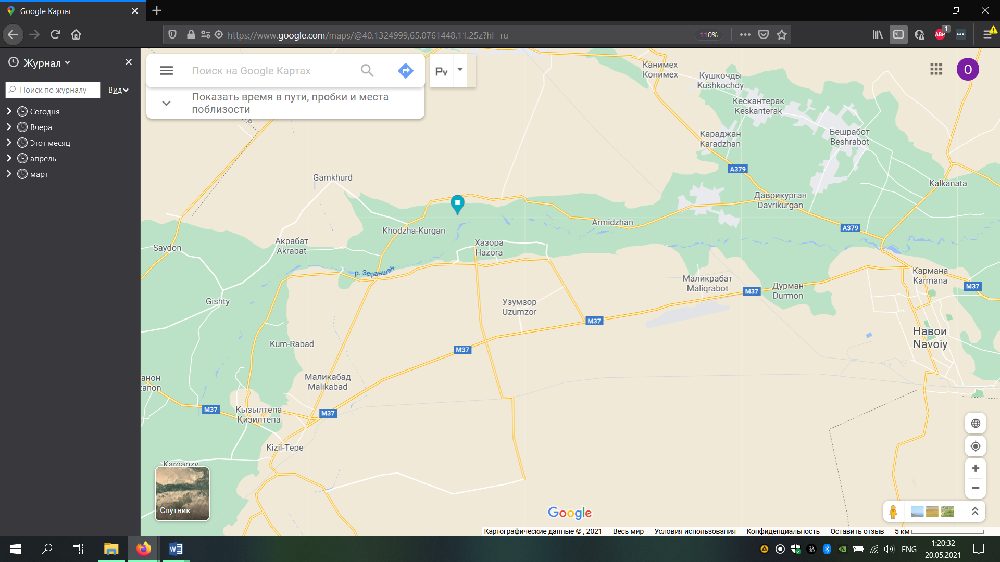 Google Карты
https://www.google.com/maps/@40.1324999,65.0761448,11.25z?hl=ru
110%
ABP
1
Журнал
Поиск по журналу
Вид
Сегодня
Вчера
Этот месяц
апрель
март
Поиск на Google Картах
Показать время в пути, пробки и места
поблизости
O
Канимех
Конимех
Кушкочды
Kushkochdy
Кескантерак
Keskanterak
Бешработ
Beshrabot
Караджан
Karadzhan
A379
Gamkhurd
Kalkanata
Даврикурган
Davrikurgan
Armidzhan
A379
Khodzha-Kurgan
Хазора
Hazora
Акрабат
Akrabat
Saydon
р. Зеравшан
Кармана
Karmana
M37
Маликрабат
Maliqrabot
M37
Дурман
Durmon
Gishty
Узумзор
Uzumzor
M37
Навои
Navoiy
Kum-Rabad
M37
Маликабад
Malikabad
анон
zanon
M37
Кызылтепа
Қизилтепа
M37
Kizil-Tepe
Karganzy
Спутник
Google
Картографические данные © , 2021 Весь мир Условия использования Конфиденциальность Оставить отзыв 5 км
W
ENG
1:20:32
20.05.2021